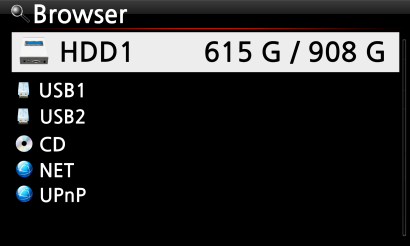 Browser
HDD1 615 G / 908 G
USB1
USB2
CD
NET
UPnP